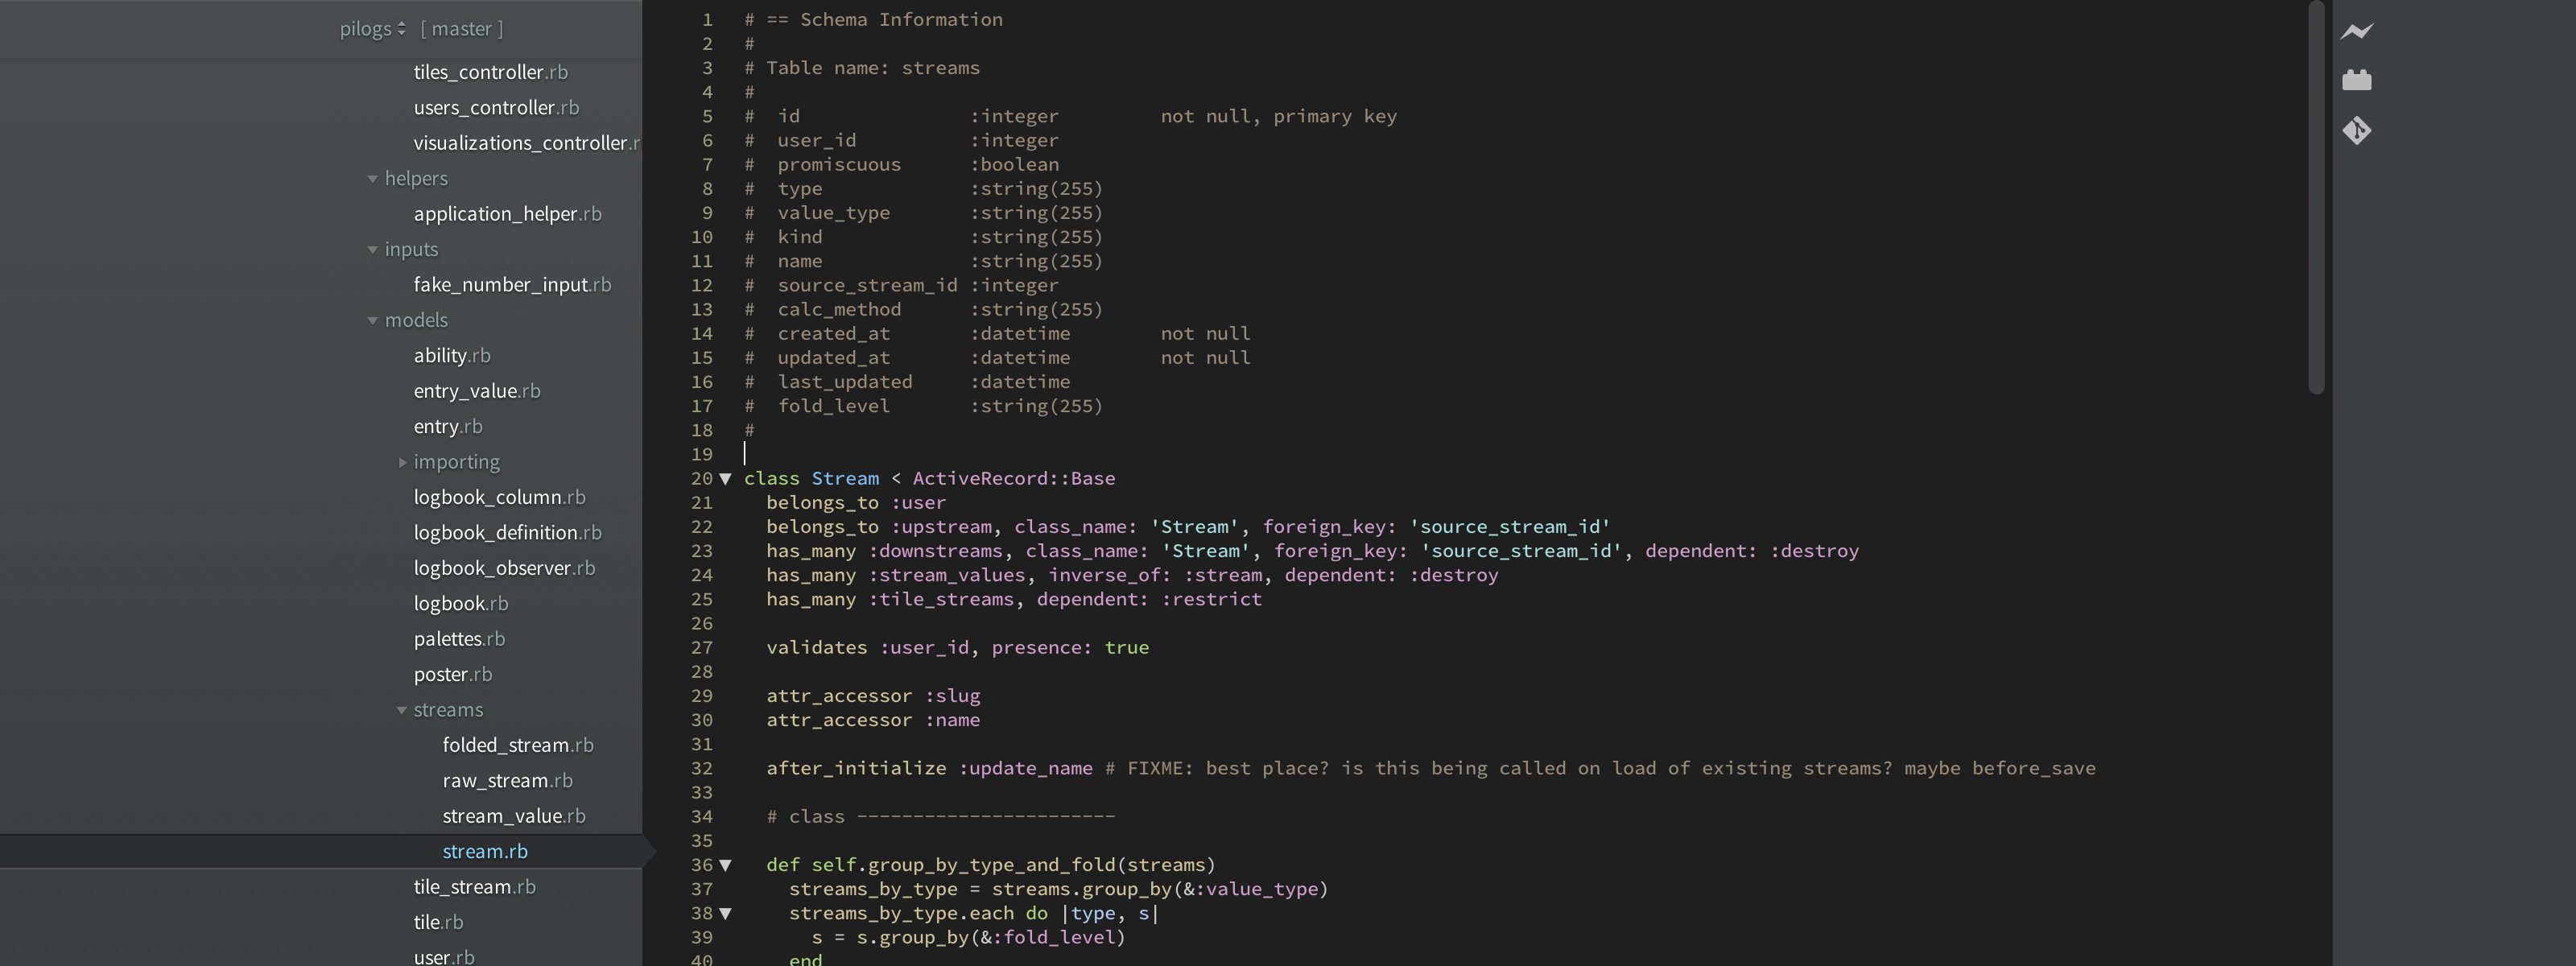 pilogs [ master ]
tiles_controller.rb
users_controller.rb
visualizations_controller.r
helpers
application_helper.rb
inputs
fake_number_input.rb
models
ability.rb
entry_value.rb
entry.rb
importing
logbook_column.rb
logbook_definition.rb
logbook_observer.rb
logbook.rb
palettes.rb
poster.rb
streams
folded_stream.rb
raw_stream.rb
stream_value.rb
stream.rb
tile_stream.rb
tile.rb
user.rb
1 # == Schema Information
2 #
3 # Table name: streams
4 #
5 #  id               :integer         not null, primary key
6 #  user_id          :integer
7 #  promiscuous      :boolean
8 #  type             :string(255)
9 #  value_type       :string(255)
10 #  kind             :string(255)
11 #  name             :string(255)
12 #  source_stream_id :integer
13 #  calc_method      :string(255)
14 #  created_at       :datetime        not null
15 #  updated_at       :datetime        not null
16 #  last_updated     :datetime
17 #  fold_level       :string(255)
18 #
19
20 class Stream < ActiveRecord::Base
21   belongs_to :user
22   belongs_to :upstream, class_name: 'Stream', foreign_key: 'source_stream_id'
23   has_many :downstreams, class_name: 'Stream', foreign_key: 'source_stream_id', dependent: :destroy
24   has_many :stream_values, inverse_of: :stream, dependent: :destroy
25   has_many :tile_streams, dependent: :restrict
26
27   validates :user_id, presence: true
28
29   attr_accessor :slug
30   attr_accessor :name
31
32   after_initialize :update_name # FIXME: best place? is this being called on load of existing streams? maybe before_save
33
34   # class -----------------------
35
36   def self.group_by_type_and_fold(streams)
37     streams_by_type = streams.group_by(&:value_type)
38     streams_by_type.each do |type, s|
39       s = s.group_by(&:fold_level)
40     end